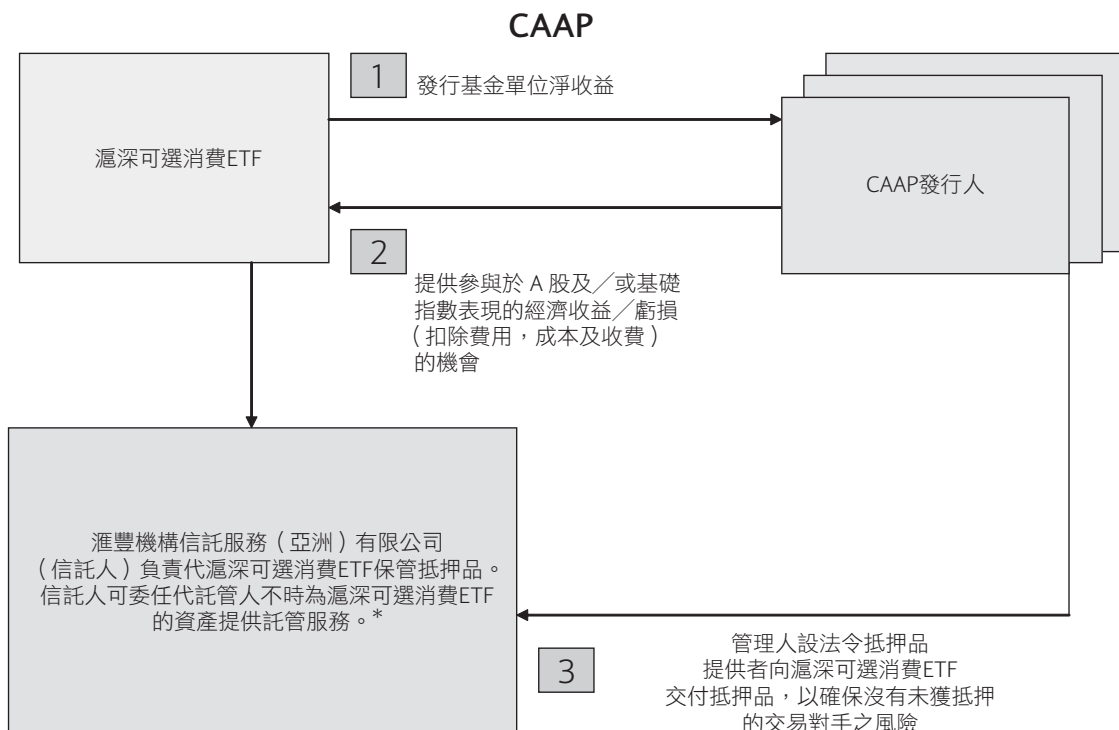 CAAP
1
發行基金單位淨收益
滬深可選消費ETF
CAAP發行人
2
提供參與於 A 股及／或基礎
指數表現的經濟收益／虧損
（扣除費用，成本及收費）
的機會
滙豐機構信託服務（亞洲）有限公司
（信託人）負責代滬深可選消費ETF保管抵押品。
信託人可委任代託管人不時為滬深可選消費ETF
的資產提供託管服務。*
3
管理人設法令抵押品
提供者向滬深可選消費ETF
交付抵押品，以確保沒有未獲抵押
的交易對手之風險